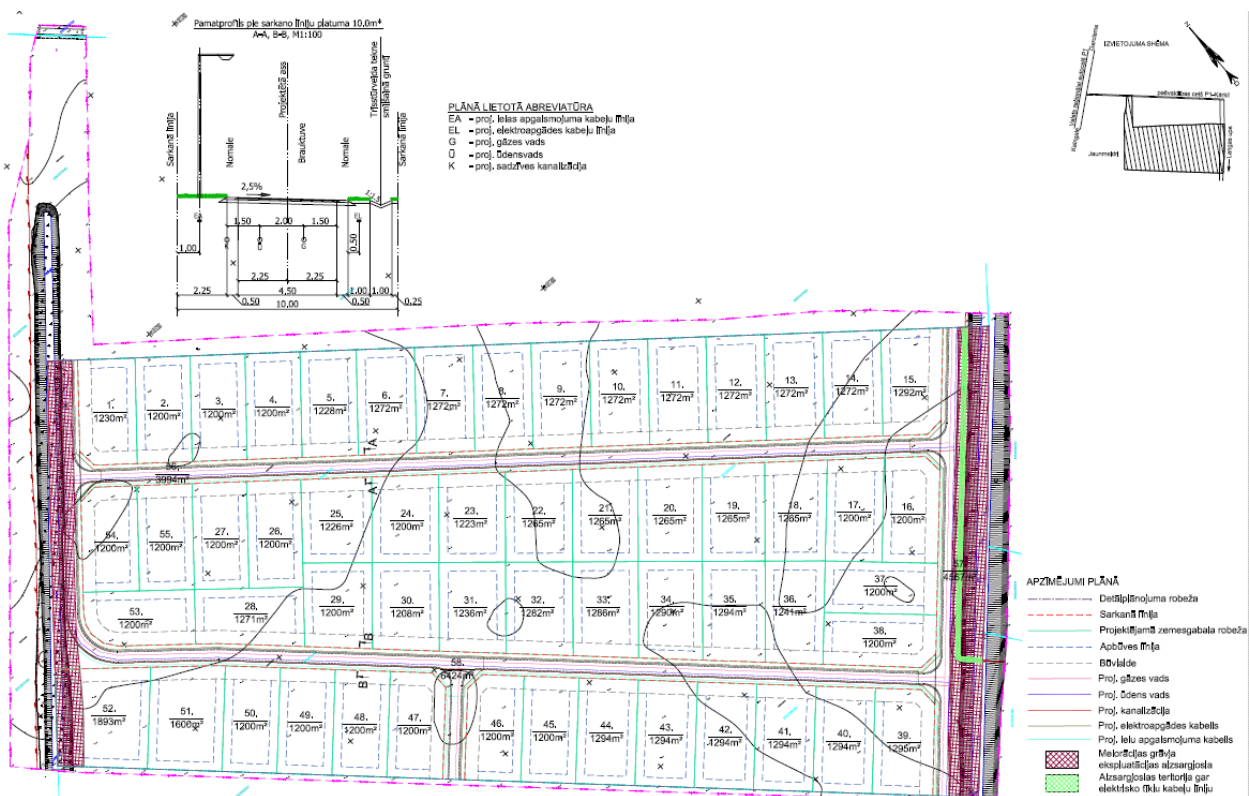 Pamatprofils pie sarkano līniju platuma 10,0m*
A-A, B-B, M1:100
Sarkanā līnija
Nomale
Projektētā ass
Brauktuve
Nomale
Trīsstūrveida tekne
Sarkanā līnija
2,5%
EA
EL
1,00
1.50
2.00
1.50
0.50
2.25
2.25
2.25
0.50
4.50
0.50
1.00
1.00
0.25
10.00
PLĀNĀ LIETOTĀ ABREVIATŪRA
EA - proj. ielas apgaismojuma kabeļu līnija
EL - proj. elektroapgādes kabeļu līnija
G - proj. gāzes vads
Ū - proj. ūdensvads
K - proj. sadzīves kanalizācija
IZVIETOJUMA SHĒMA
Jaunmeldri
1.
1230m²
2.
1200m²
3.
1200m²
4.
1200m²
5.
1228m²
6.
1272m²
7.
1272m²
8.
1272m²
9.
1272m²
10.
1272m²
11.
1272m²
12.
1272m²
13.
1272m²
14.
1272m²
15.
1292m²
3994m²
A
A
54.
1200m²
55.
1200m²
27.
1200m²
26.
1200m²
25.
1226m²
24.
1200m²
23.
1223m²
22.
1265m²
21.
1265m²
20.
1265m²
19.
1265m²
18.
1265m²
17.
1200m²
16.
1200m²
57.
53.
1200m²
28.
1271m²
29.
1200m²
30.
1208m²
31.
1236m²
32.
1282m²
33.
1286m²
34.
1290m²
35.
1294m²
36.
1241m²
37.
1200m²
38.
1200m²
B
B
58.
6424m²
52.
1893m²
51.
1606m²
50.
1200m²
49.
1200m²
48.
1200m²
47.
1200m²
46.
1200m²
45.
1200m²
44.
1294m²
43.
1294m²
42.
1294m²
41.
1294m²
40.
1294m²
39.
1295m²
APZĪMĒJUMI PLĀNĀ
Detālplānojuma robeža
Sarkanā līnija
Projektējamā zemesgabala robeža
Apbūves līnija
Būvlaide
Proj. gāzes vads
Proj. ūdens vads
Proj. kanalizācija
Proj. elektroapgādes kabelis
Proj. ielu apgaismojuma kabelis
Meliorācijas grāvja
ekspluatācijas aizsargjosla
Aizsargjoslas teritorija gar
elektrisko tīklu kabeļu līniju